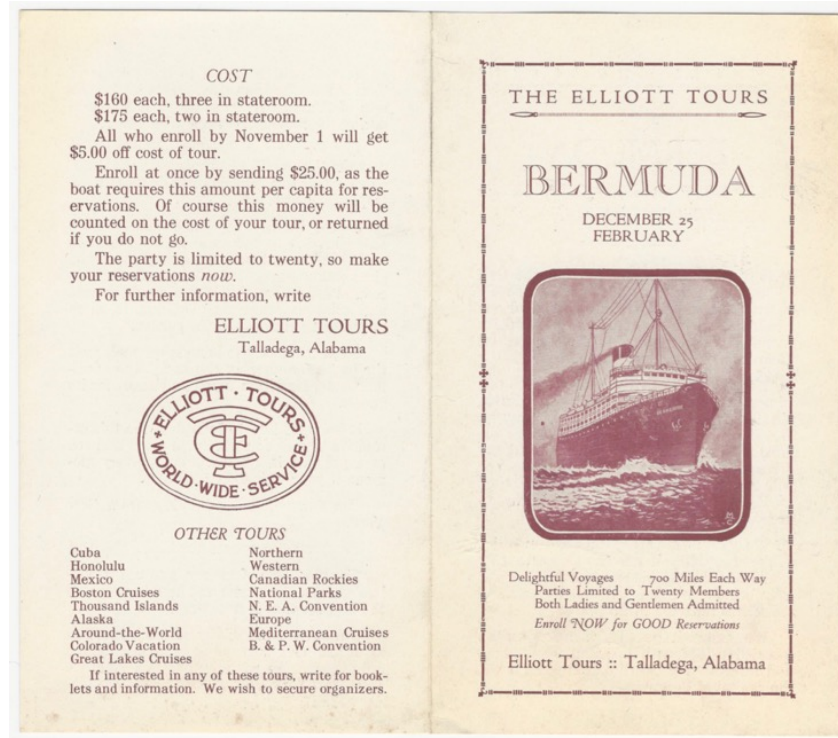 COST
$160 each, three in stateroom.
$175 each, two in stateroom.
All who enroll by November 1 will get
$5.00 off cost of tour.
Enroll at once by sending $25.00, as the
boat requires this amount per capita for res-
ervations. Of course this money will be
counted on the cost of your tour, or returned
if you do not go.
The party is limited to twenty, so make
your reservations now.
For further information, write
ELLIOTT TOURS
Talladega, Alabama
ELLIOTT · TOURS
WORLD · WIDE · SERVICE
OTHER TOURS
Cuba
Honolulu
Mexico
Boston Cruises
Thousand Islands
Alaska
Around-the-World
Colorado Vacation
Great Lakes Cruises
Northern
Western
Canadian Rockies
National Parks
N. E. A. Convention
Europe
Mediterranean Cruises
B. & P. W. Convention
If interested in any of these tours, write for book-
lets and information. We wish to secure organizers.
THE ELLIOTT TOURS
BERMUDA
DECEMBER 25
FEBRUARY
Delightful Voyages 700 Miles Each Way
Parties Limited to Twenty Members
Both Ladies and Gentlemen Admitted
Enroll NOW for GOOD Reservations
Elliott Tours :: Talladega, Alabama